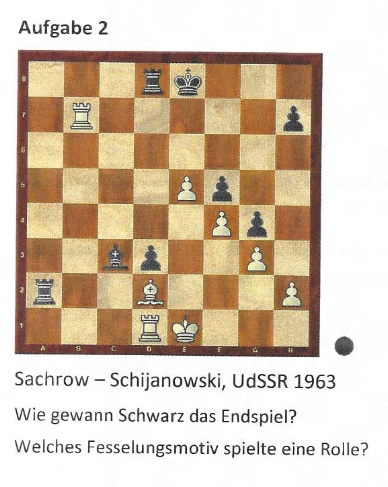 Aufgabe 2
8
7
6
5
4
3
2
1
A B C D E F G H
Sachrow – Schijanowski, UdSSR 1963
Wie gewann Schwarz das Endspiel?
Welches Fesselungsmotiv spielte eine Rolle?